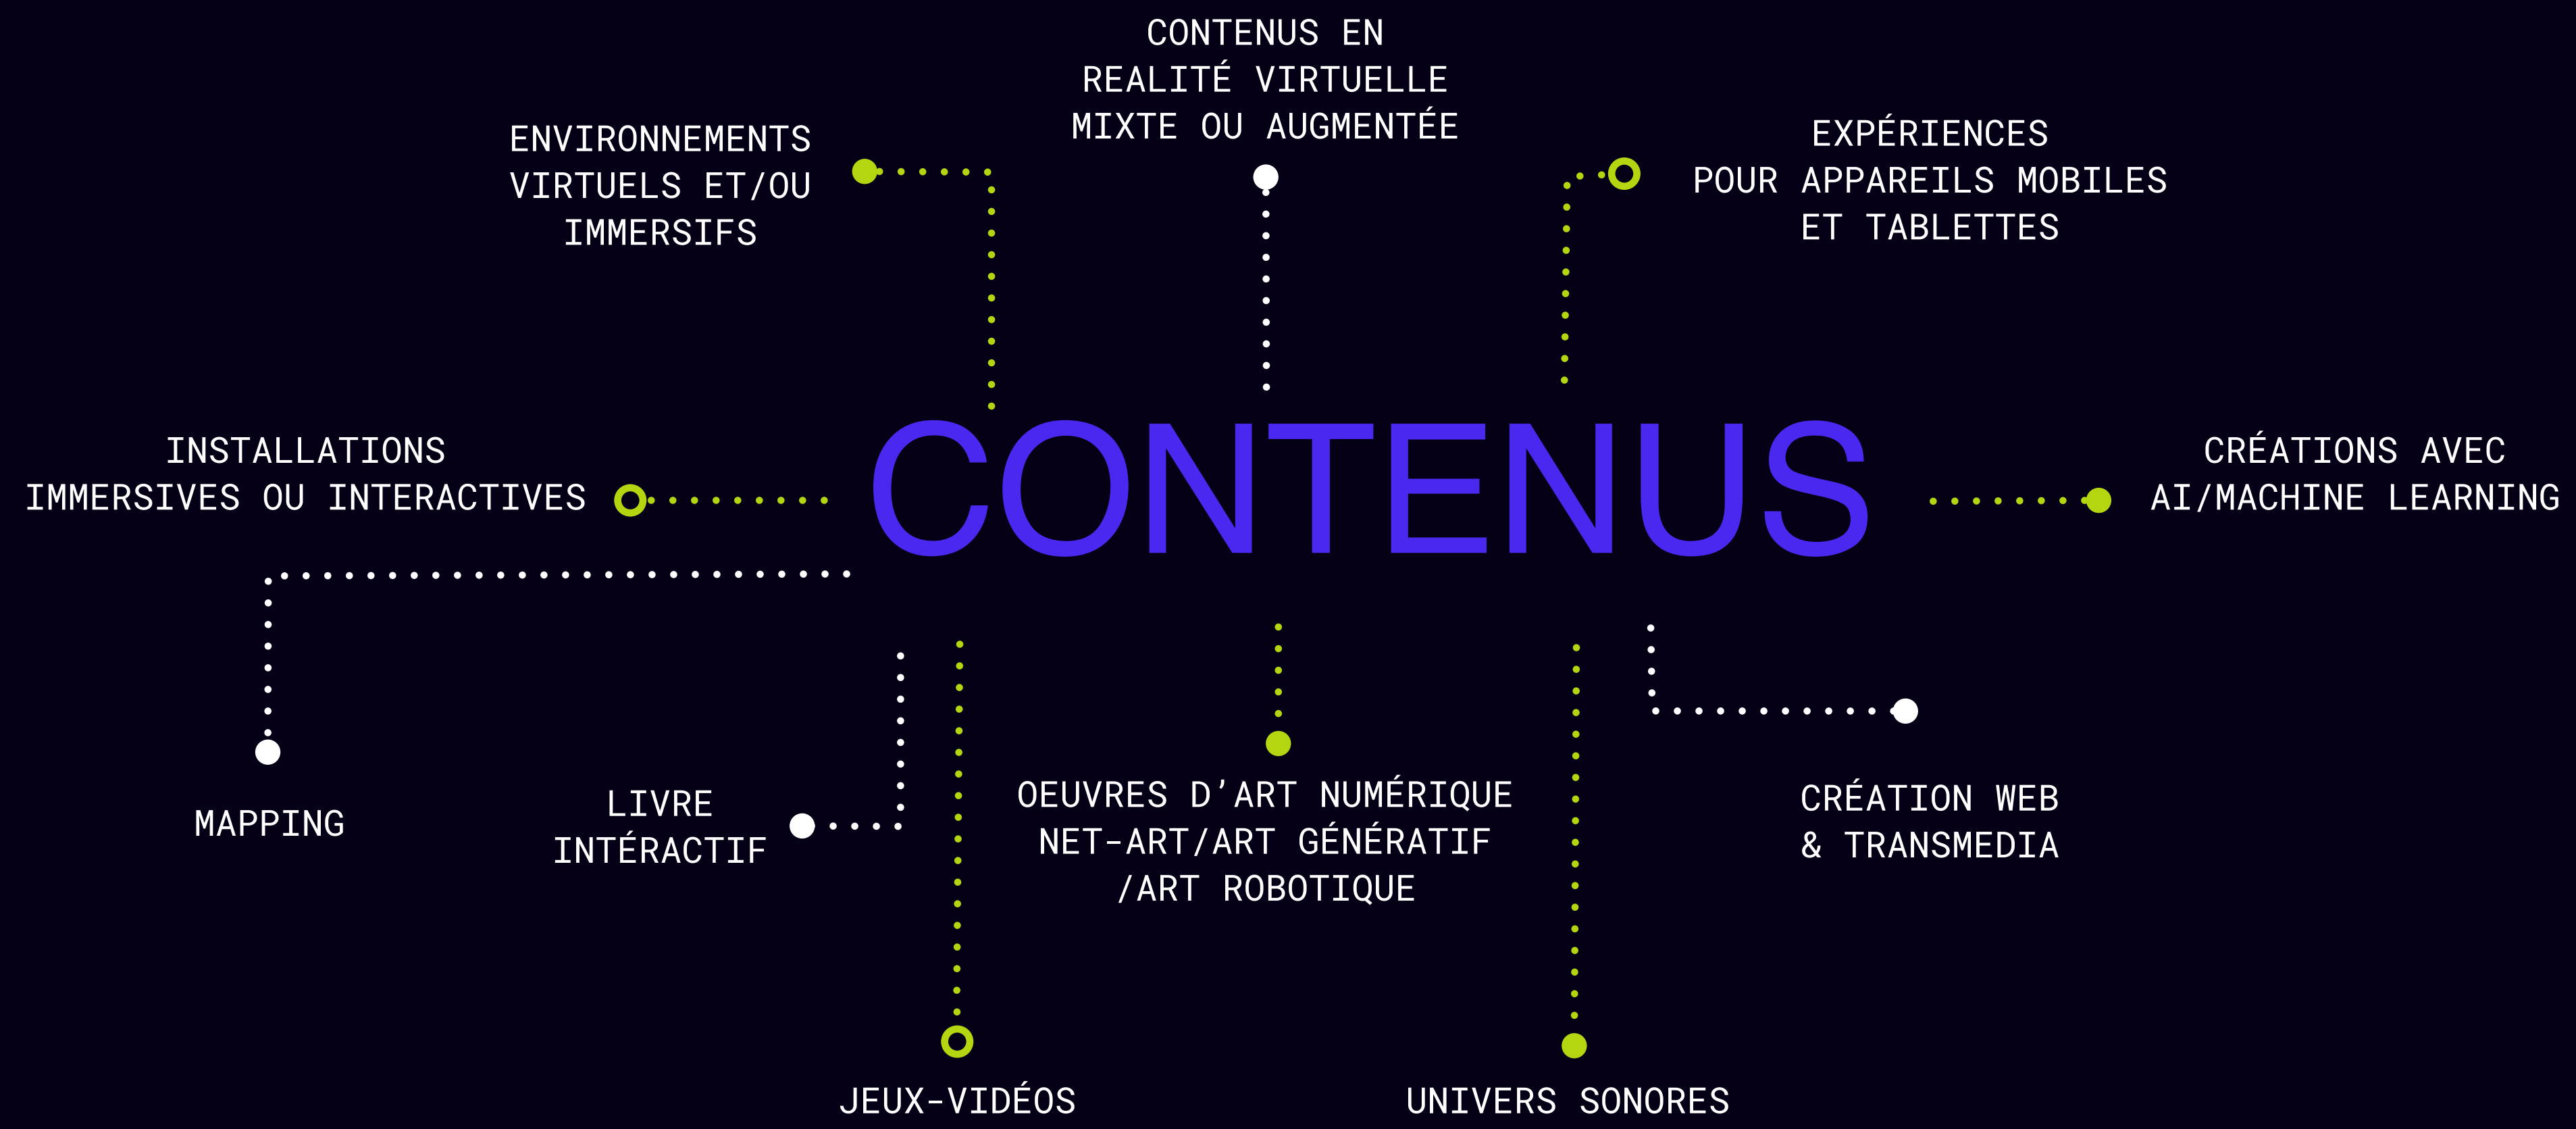 CONTENUS EN
REALITÉ VIRTUELLE
MIXTE OU AUGMENTÉE
ENVIRONNEMENTS
VIRTUELS ET/OU
IMMERSIFS
EXPÉRIENCES
POUR APPAREILS MOBILES
ET TABLETTES
INSTALLATIONS
IMMERSIVES OU INTERACTIVES
CONTENUS
CRÉATIONS AVEC
AI/MACHINE LEARNING
MAPPING
LIVRE
INTÉRACTIF
OEUVRES D’ART NUMÉRIQUE
NET-ART/ART GÉNÉRATIF
/ART ROBOTIQUE
CRÉATION WEB
& TRANSMEDIA
JEUX-VIDÉOS
UNIVERS SONORES